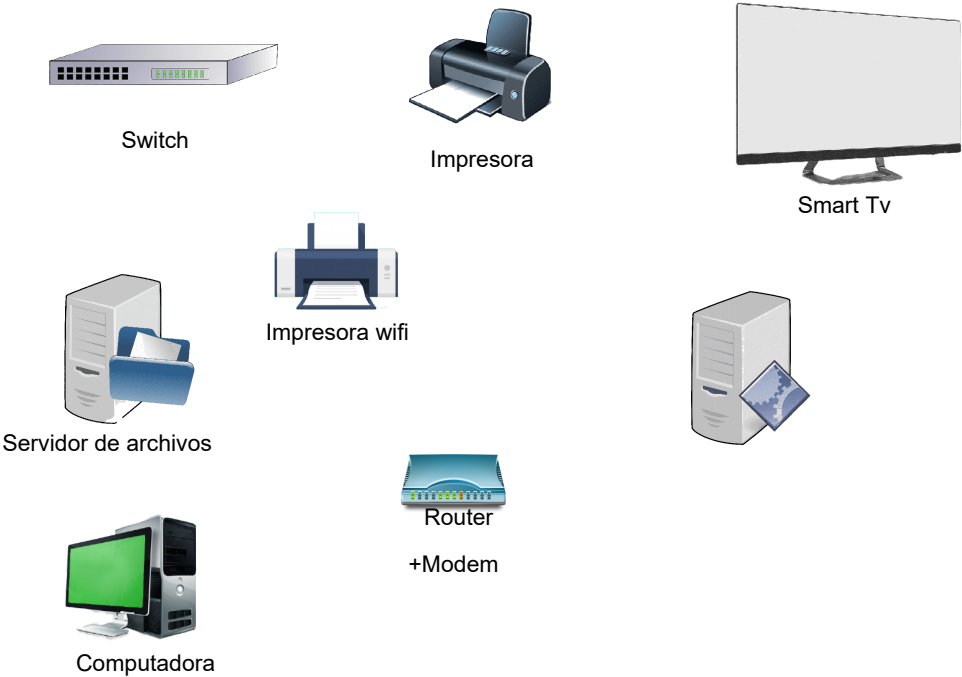 Switch
Impresora
Smart Tv
Impresora wifi
Servidor de archivos
Router
+Modem
Computadora